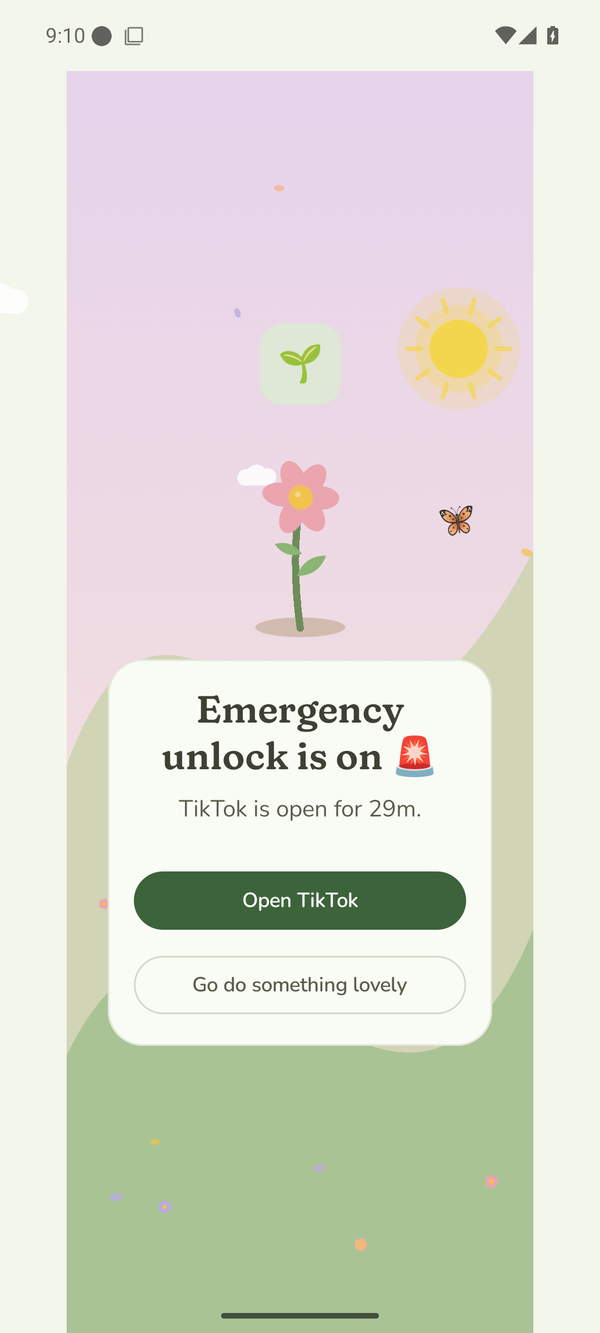 9:10
Emergency
unlock is on 🚨
TikTok is open for 29m.
Open TikTok
Go do something lovely